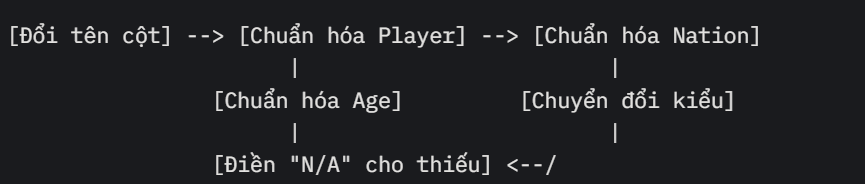 [Đổi tên cột] --> [Chuẩn hóa Player] --> [Chuẩn hóa Nation]
| |
[Chuẩn hóa Age] [Chuyển đổi kiểu]
| |
[Điền "N/A" cho thiếu] <--/